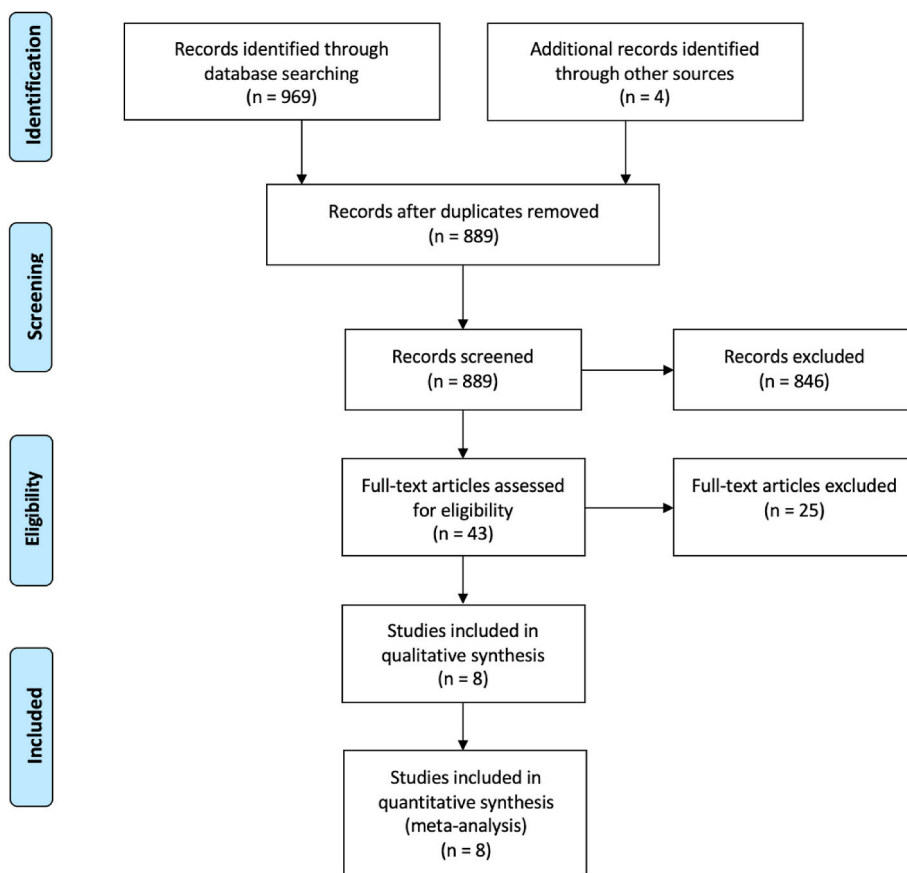 Identification
Records identified through
database searching
(n = 969)
Additional records identified
through other sources
(n = 4)
Records after duplicates removed
(n = 889)
Screening
Records screened
(n = 889)
Records excluded
(n = 846)
Eligibility
Full-text articles assessed
for eligibility
(n = 43)
Full-text articles excluded
(n = 25)
Studies included in
qualitative synthesis
(n = 8)
Included
Studies included in
quantitative synthesis
(meta-analysis)
(n = 8)